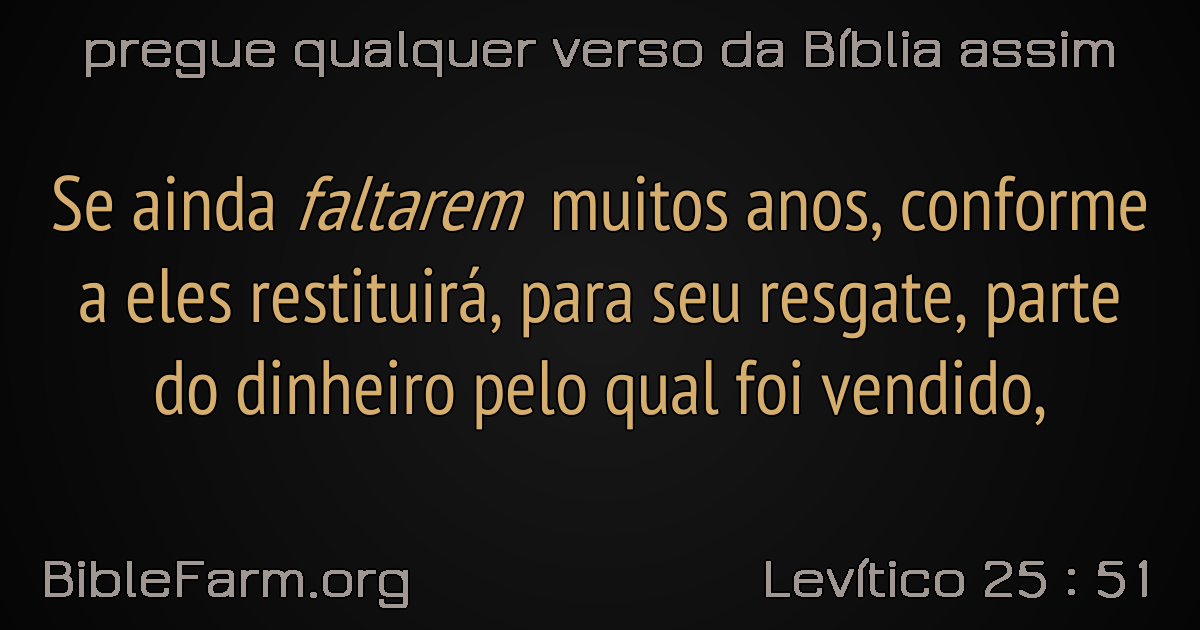 pregue qualquer verso da Bíblia assim
Se ainda faltarem muitos anos, conforme
a eles restituirá, para seu resgate, parte
do dinheiro pelo qual foi vendido,
BibleFarm.org
Levítico 25 : 51